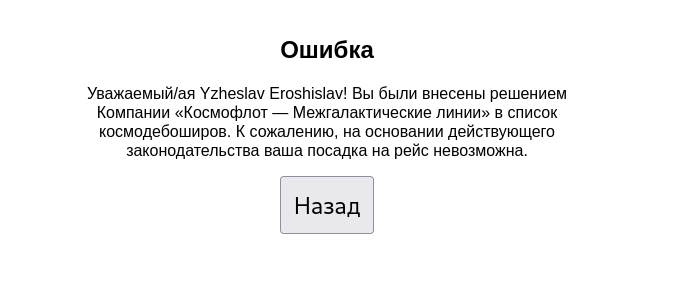 Ошибка
Уважаемый/ая Yzheslav Eroshislav! Вы были внесены решением
Компании «Космофлот — Межгалактические линии» в список
космодебоширов. К сожалению, на основании действующего
законодательства ваша посадка на рейс невозможна.
Назад